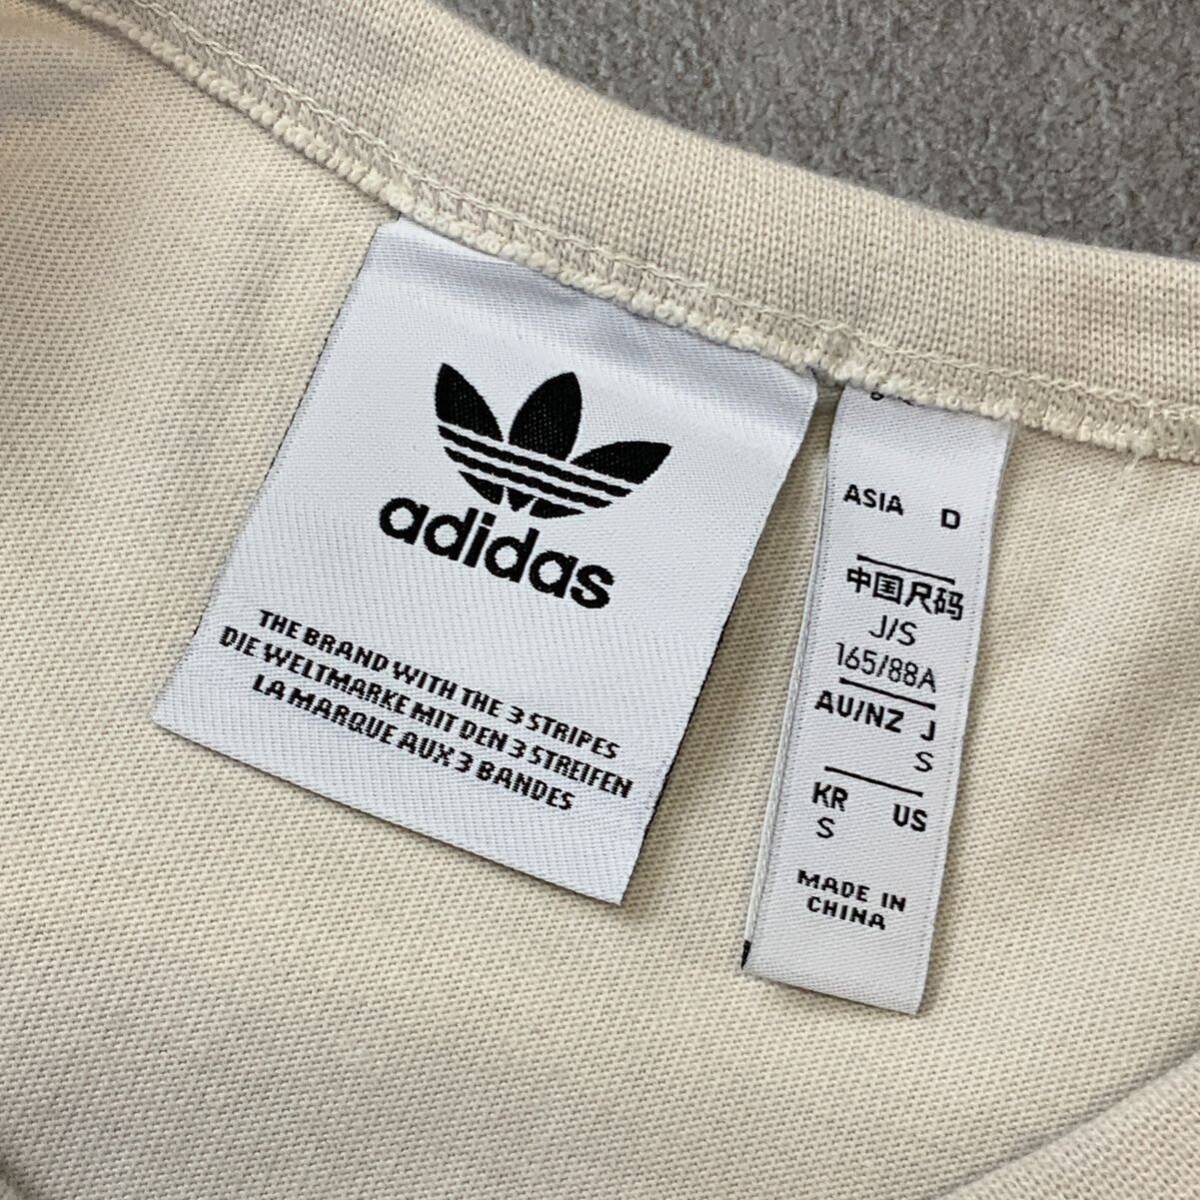 adidas
THE BRAND WITH THE 3 STRIPES
DIE WELTMARKE MIT DEN 3 STREIFEN
LA MARQUE AUX 3 BANDES
ASIA D
中国尺码
J/S
165/88A
AU/NZ J
S
KR US
S
MADE IN
CHINA